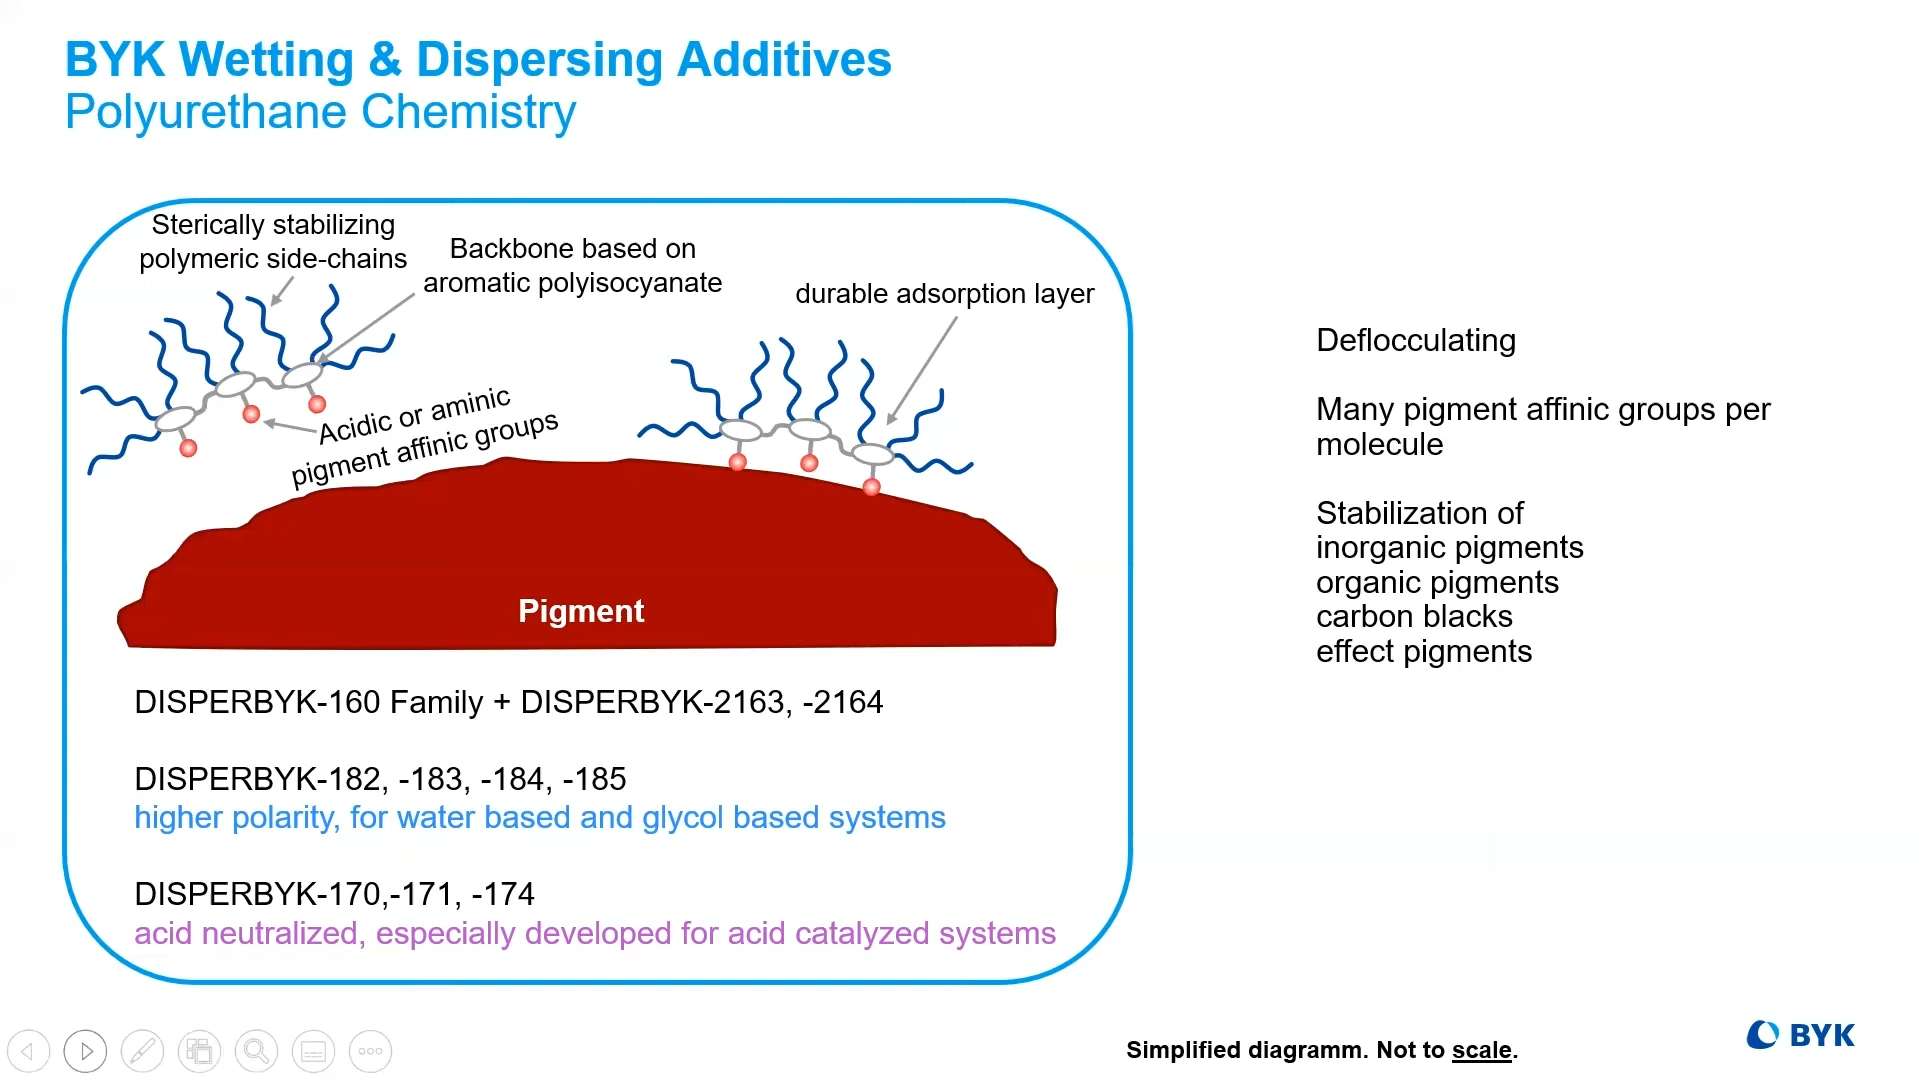 BYK Wetting & Dispersing Additives
Polyurethane Chemistry
Sterically stabilizing
polymeric side-chains
Backbone based on
aromatic polyisocyanate
durable adsorption layer
Acidic or aminic
pigment affinic groups
Pigment
DISPERBYK-160 Family + DISPERBYK-2163, -2164
DISPERBYK-182, -183, -184, -185
higher polarity, for water based and glycol based systems
DISPERBYK-170,-171, -174
acid neutralized, especially developed for acid catalyzed systems
Deflocculating
Many pigment affinic groups per
molecule
Stabilization of
inorganic pigments
organic pigments
carbon blacks
effect pigments
Simplified diagramm. Not to scale.
BYK